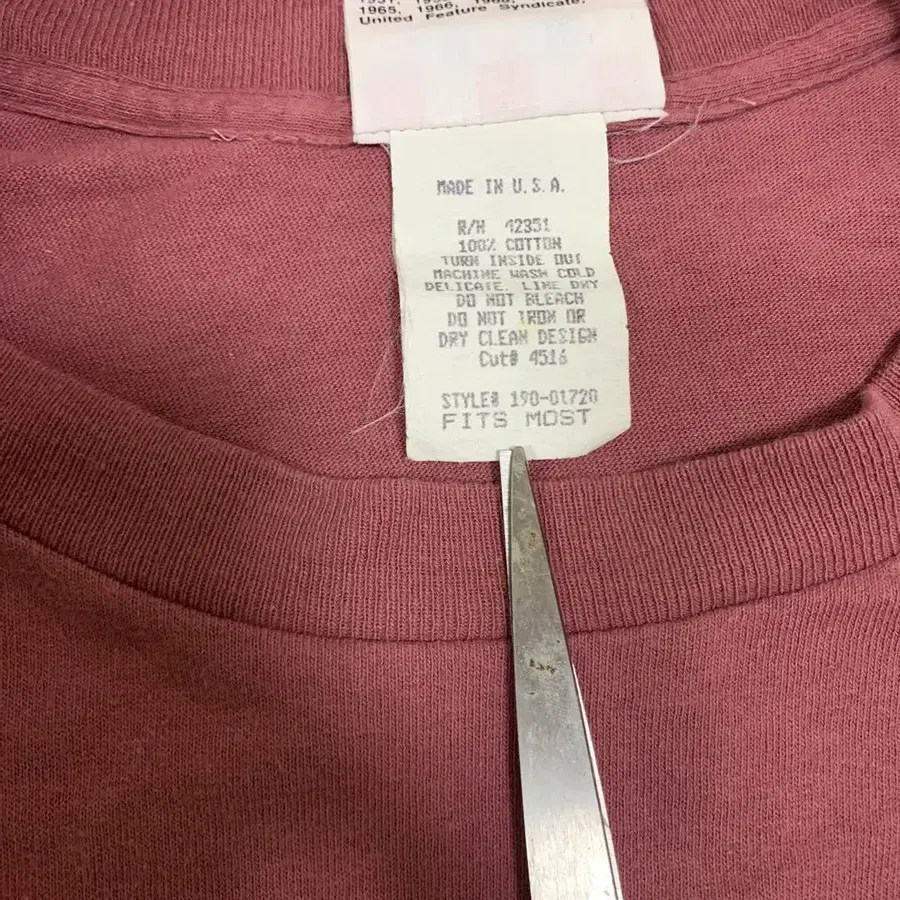 1965, 1966, 1968,
United Feature Syndicate.
MADE IN U.S.A.
R/N 42351
100% COTTON
TURN INSIDE OUT
MACHINE WASH COLD
DELICATE. LINE DRY
DO NOT BLEACH
DO NOT IRON OR
DRY CLEAN DESIGN
Cut# 4516
STYLE# 190-01720
FITS MOST